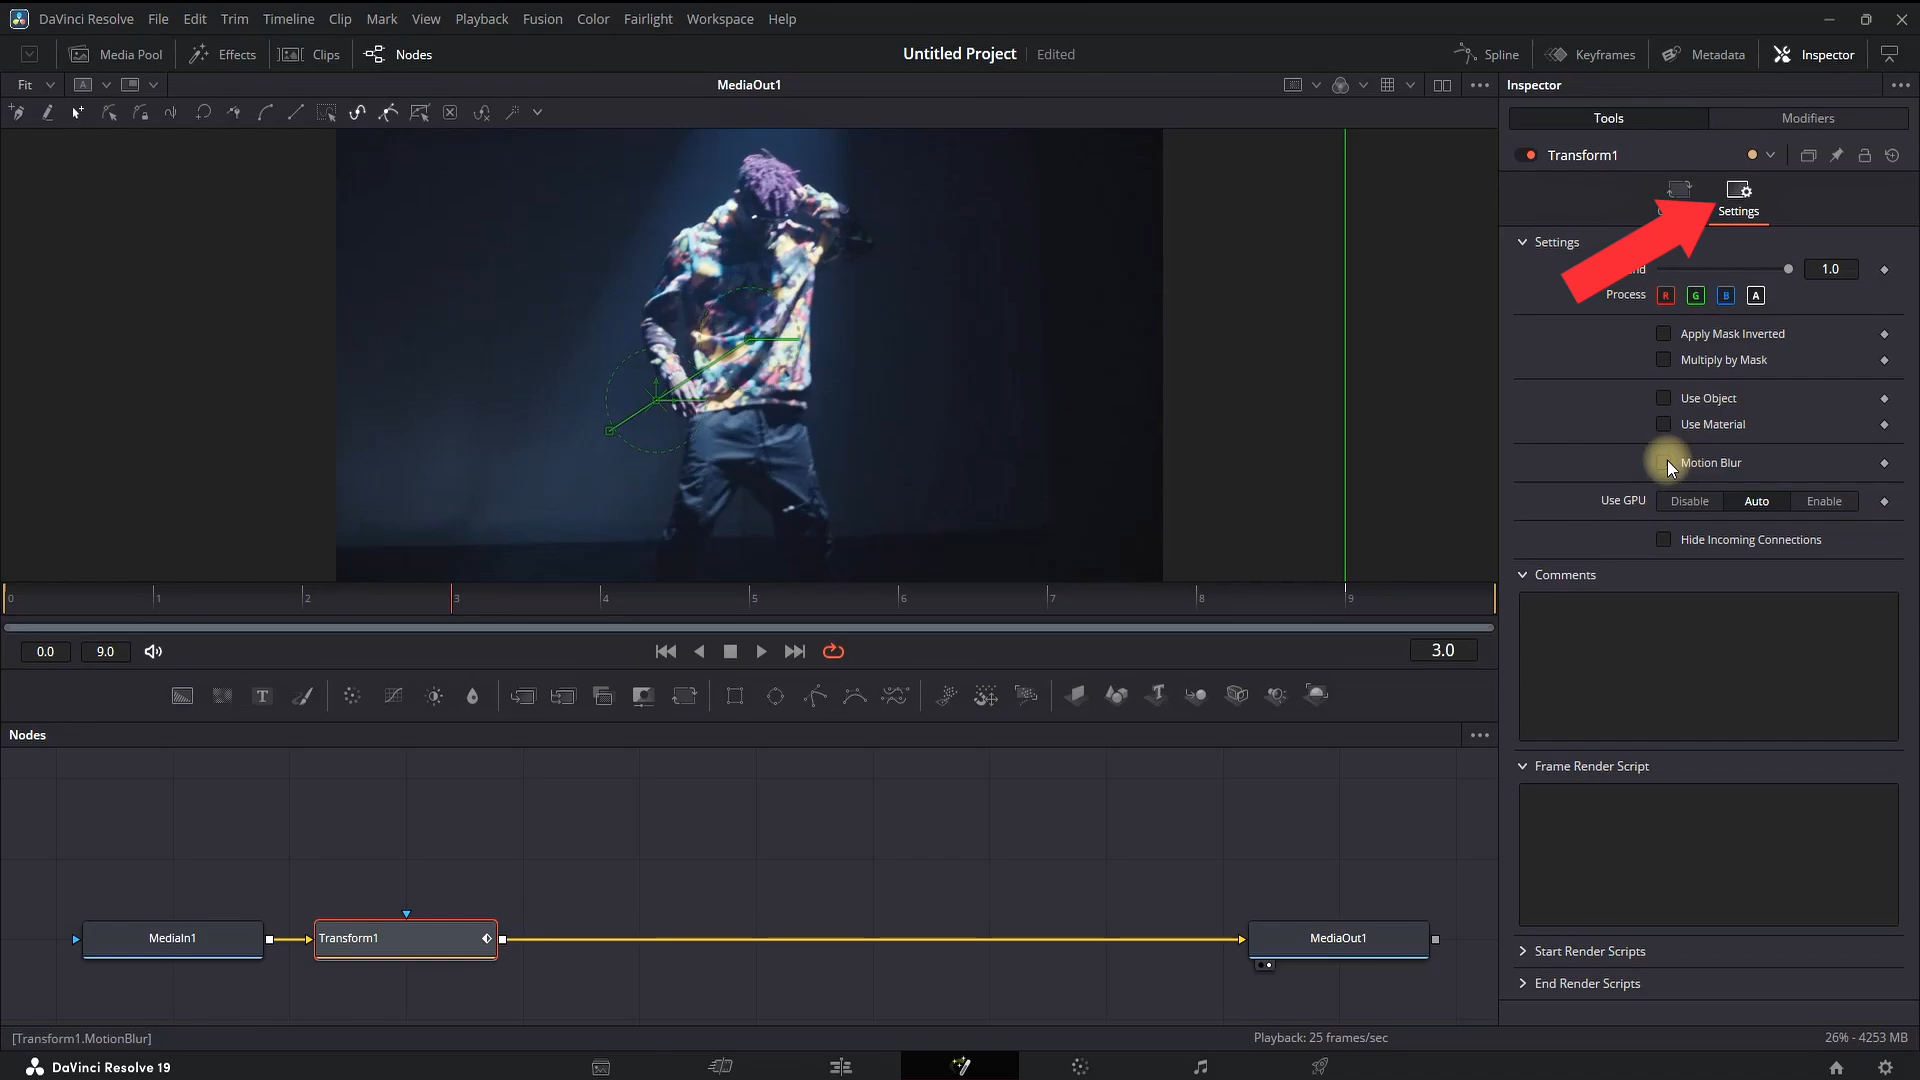 DaVinci Resolve File Edit Trim Timeline Clip Mark View Playback Fusion Color Fairlight Workspace Help
Media Pool Effects Clips Nodes Untitled Project Edited Spline Keyframes Metadata Inspector
Fit A MediaOut1 Inspector
Tools Modifiers
Transform1
Settings
Settings
1.0
Process R G B A
Apply Mask Inverted
Multiply by Mask
Use Object
Use Material
Motion Blur
Use GPU Disable Auto Enable
Hide Incoming Connections
Comments
0 1 2 3 4 5 6 7 8 9
0.0 9.0 3.0
T
Nodes
Frame Render Script
MediaIn1 Transform1 MediaOut1
Start Render Scripts
End Render Scripts
[Transform1.MotionBlur] Playback: 25 frames/sec 26% - 4253 MB
DaVinci Resolve 19